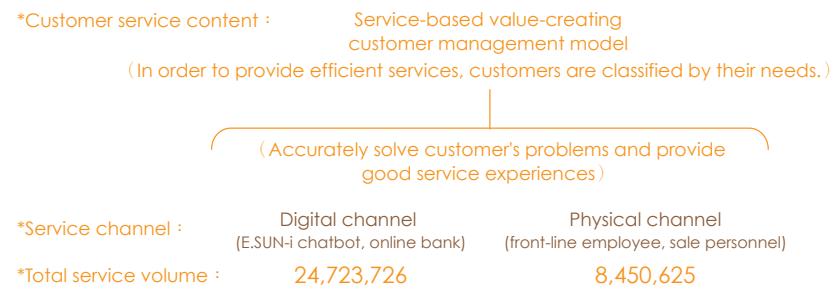 *Customer service content： Service-based value-creating
customer management model
（In order to provide efficient services, customers are classified by their needs.）
（Accurately solve customer's problems and provide
good service experiences）
*Service channel： Digital channel Physical channel
(E.SUN-i chatbot, online bank) (front-line employee, sale personnel)
*Total service volume： 24,723,726 8,450,625